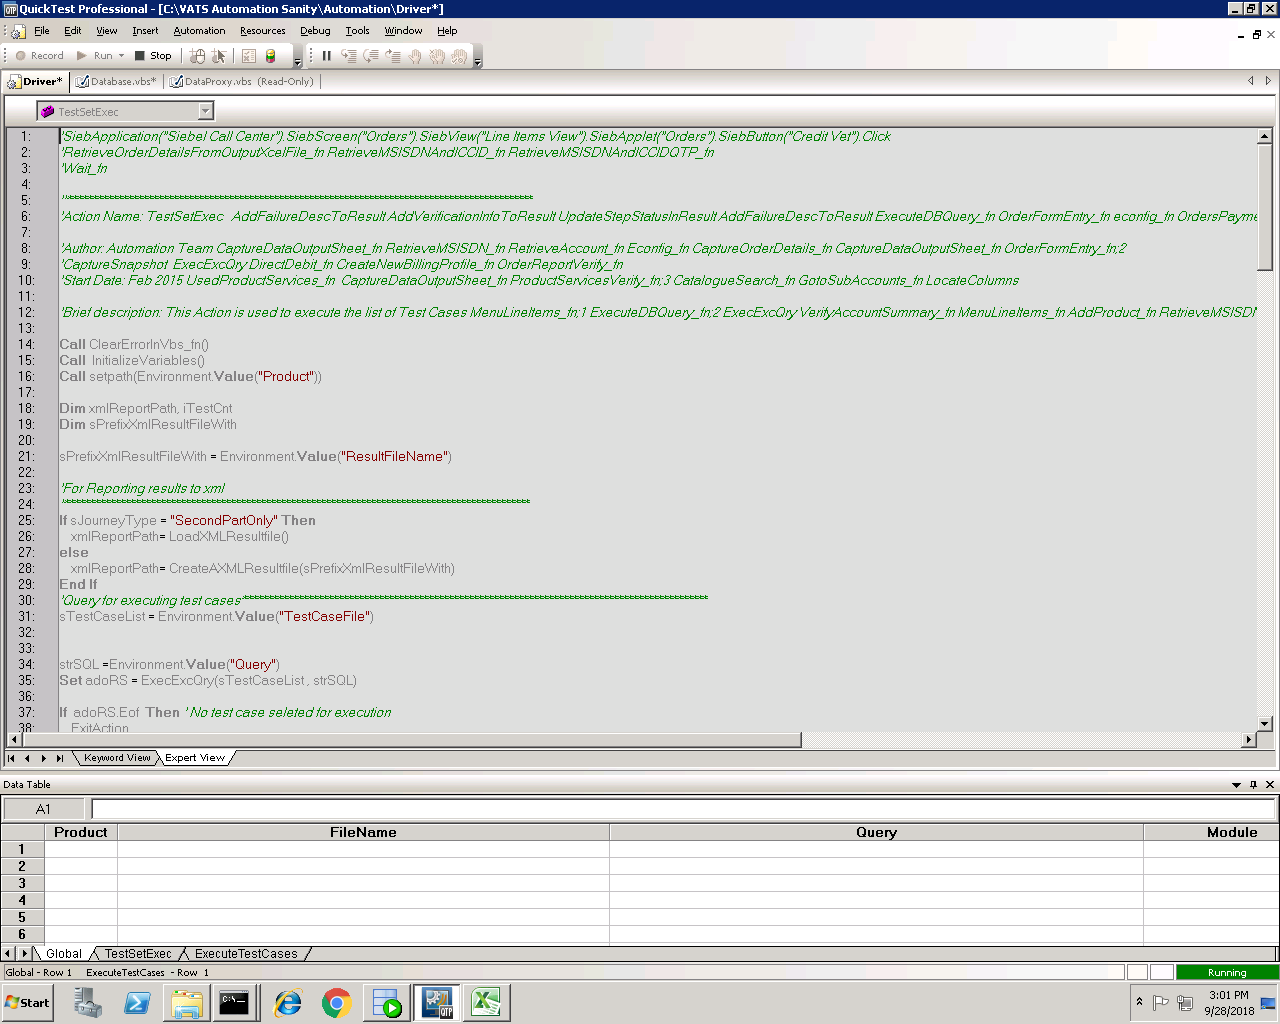 QuickTest Professional - [C:\VATS Automation Sanity\Automation\Driver*]
File Edit View Insert Automation Resources Debug Tools Window Help
Record Run Stop
Driver* Database.vbs* DataProxy.vbs (Read-Only)
TestSetExec
1: 'SiebApplication("Siebel Call Center").SiebScreen("Orders").SiebView("Line Items View").SiebApplet("Orders").SiebButton("Credit Vet").Click
2: 'RetrieveOrderDetailsFromOutputXcelFile_fn RetrieveMSISDNAndICCID_fn RetrieveMSISDNAndICCIDQTP_fn
3: 'Wait_fn
4:
5:
6: 'Action Name: TestSetExec AddFailureDescToResult AddVerificationInfoToResult UpdateStepStatusInResult AddFailureDescToResult ExecuteDBQuery_fn OrderFormEntry_fn econfig_fn OrdersPayme
7:
8: 'Author: Automation Team CaptureDataOutputSheet_fn RetrieveMSISDN_fn RetrieveAccount_fn Econfig_fn CaptureOrderDetails_fn CaptureDataOutputSheet_fn OrderFormEntry_fn;2
9: 'CaptureSnapshot ExecExcQry DirectDebit_fn CreateNewBillingProfile_fn OrderReportVerify_fn
10: 'Start Date: Feb 2015 UsedProductServices_fn CaptureDataOutputSheet_fn ProductServicesVerify_fn;3 CatalogueSearch_fn GotoSubAccounts_fn LocateColumns
11:
12: 'Brief description: This Action is used to execute the list of Test Cases MenuLineItems_fn;1 ExecuteDBQuery_fn;2 ExecExcQry VerifyAccountSummary_fn MenuLineItems_fn AddProduct_fn RetrieveMSISDN
13:
14: Call ClearErrorInVbs_fn()
15: Call InitializeVariables()
16: Call setpath(Environment.Value("Product"))
17:
18: Dim xmlReportPath, iTestCnt
19: Dim sPrefixXmlResultFileWith
20:
21: sPrefixXmlResultFileWith = Environment.Value("ResultFileName")
22:
23: 'For Reporting results to xml
24:
25: If sJourneyType = "SecondPartOnly" Then
26: xmlReportPath= LoadXMLResultfile()
27: else
28: xmlReportPath= CreateAXMLResultfile(sPrefixXmlResultFileWith)
29: End If
30: 'Query for executing test cases
31: sTestCaseList = Environment.Value("TestCaseFile")
32:
33:
34: strSQL =Environment.Value("Query")
35: Set adoRS = ExecExcQry(sTestCaseList , strSQL)
36:
37: If adoRS.Eof Then ' No test case seleted for execution
38: ExitAction
Keyword View Expert View
Data Table
A1
Product FileName Query Module
1
2
3
4
5
6
Global TestSetExec ExecuteTestCases
Global - Row 1 ExecuteTestCases - Row 1 Running
Start C:\_ QTP 3:01 PM
9/28/2018